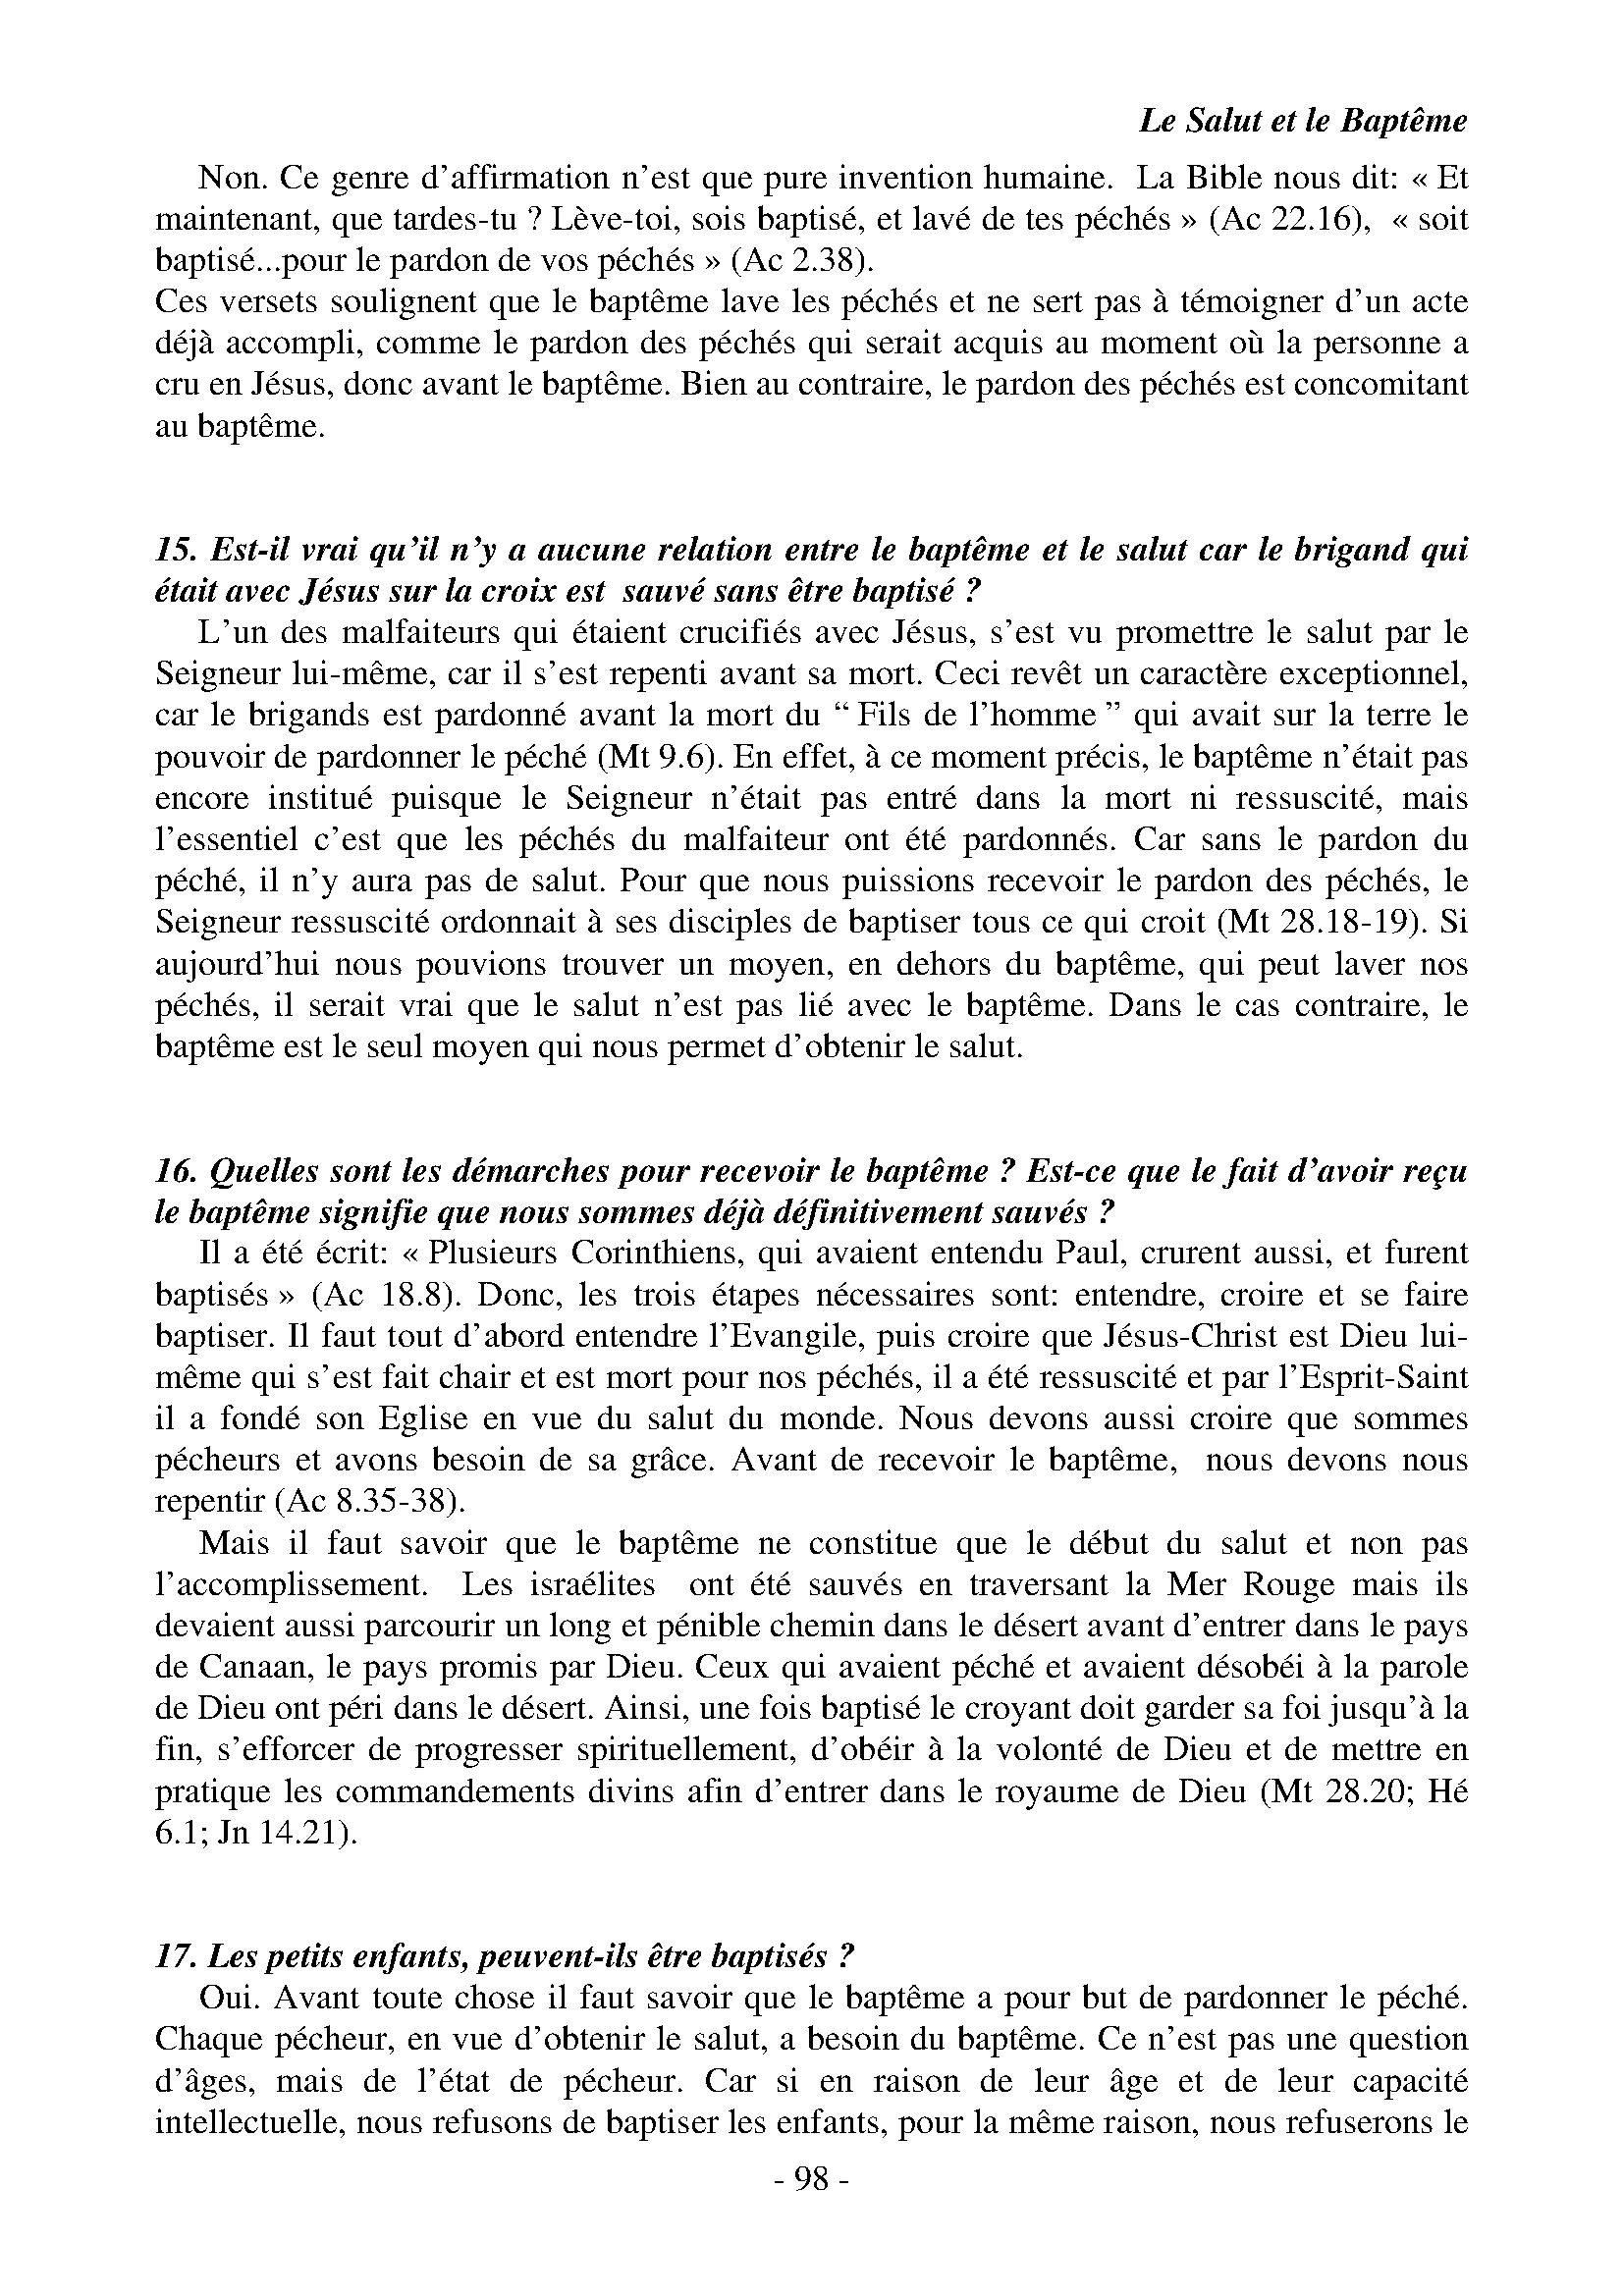 Le Salut et le Baptême
Non. Ce genre d’affirmation n’est que pure invention humaine.  La Bible nous dit: « Et
maintenant, que tardes-tu ? Lève-toi, sois baptisé, et lavé de tes péchés » (Ac 22.16),  « soit
baptisé...pour le pardon de vos péchés » (Ac 2.38).
Ces versets soulignent que le baptême lave les péchés et ne sert pas à témoigner d’un acte
déjà accompli, comme le pardon des péchés qui serait acquis au moment où la personne a
cru en Jésus, donc avant le baptême. Bien au contraire, le pardon des péchés est concomitant
au baptême.
15. Est-il vrai qu’il n’y a aucune relation entre le baptême et le salut car le brigand qui
était avec Jésus sur la croix est  sauvé sans être baptisé ?
L’un des malfaiteurs qui étaient crucifiés avec Jésus, s’est vu promettre le salut par le
Seigneur lui-même, car il s’est repenti avant sa mort. Ceci revêt un caractère exceptionnel,
car le brigands est pardonné avant la mort du “ Fils de l’homme ” qui avait sur la terre le
pouvoir de pardonner le péché (Mt 9.6). En effet, à ce moment précis, le baptême n’était pas
encore institué puisque le Seigneur n’était pas entré dans la mort ni ressuscité, mais
l’essentiel c’est que les péchés du malfaiteur ont été pardonnés. Car sans le pardon du
péché, il n’y aura pas de salut. Pour que nous puissions recevoir le pardon des péchés, le
Seigneur ressuscité ordonnait à ses disciples de baptiser tous ce qui croit (Mt 28.18-19). Si
aujourd’hui nous pouvions trouver un moyen, en dehors du baptême, qui peut laver nos
péchés, il serait vrai que le salut n’est pas lié avec le baptême. Dans le cas contraire, le
baptême est le seul moyen qui nous permet d’obtenir le salut.
16. Quelles sont les démarches pour recevoir le baptême ? Est-ce que le fait d’avoir reçu
le baptême signifie que nous sommes déjà définitivement sauvés ?
Il a été écrit: « Plusieurs Corinthiens, qui avaient entendu Paul, crurent aussi, et furent
baptisés » (Ac 18.8). Donc, les trois étapes nécessaires sont: entendre, croire et se faire
baptiser. Il faut tout d’abord entendre l’Evangile, puis croire que Jésus-Christ est Dieu lui-
même qui s’est fait chair et est mort pour nos péchés, il a été ressuscité et par l’Esprit-Saint
il a fondé son Eglise en vue du salut du monde. Nous devons aussi croire que sommes
pécheurs et avons besoin de sa grâce. Avant de recevoir le baptême,  nous devons nous
repentir (Ac 8.35-38).
Mais il faut savoir que le baptême ne constitue que le début du salut et non pas
l’accomplissement.  Les israélites  ont été sauvés en traversant la Mer Rouge mais ils
devaient aussi parcourir un long et pénible chemin dans le désert avant d’entrer dans le pays
de Canaan, le pays promis par Dieu. Ceux qui avaient péché et avaient désobéi à la parole
de Dieu ont péri dans le désert. Ainsi, une fois baptisé le croyant doit garder sa foi jusqu’à la
fin, s’efforcer de progresser spirituellement, d’obéir à la volonté de Dieu et de mettre en
pratique les commandements divins afin d’entrer dans le royaume de Dieu (Mt 28.20; Hé
6.1; Jn 14.21).
17. Les petits enfants, peuvent-ils être baptisés ?
Oui. Avant toute chose il faut savoir que le baptême a pour but de pardonner le péché.
Chaque pécheur, en vue d’obtenir le salut, a besoin du baptême. Ce n’est pas une question
d’âges, mais de l’état de pécheur. Car si en raison de leur âge et de leur capacité
intellectuelle, nous refusons de baptiser les enfants, pour la même raison, nous refuserons le
- 98 -